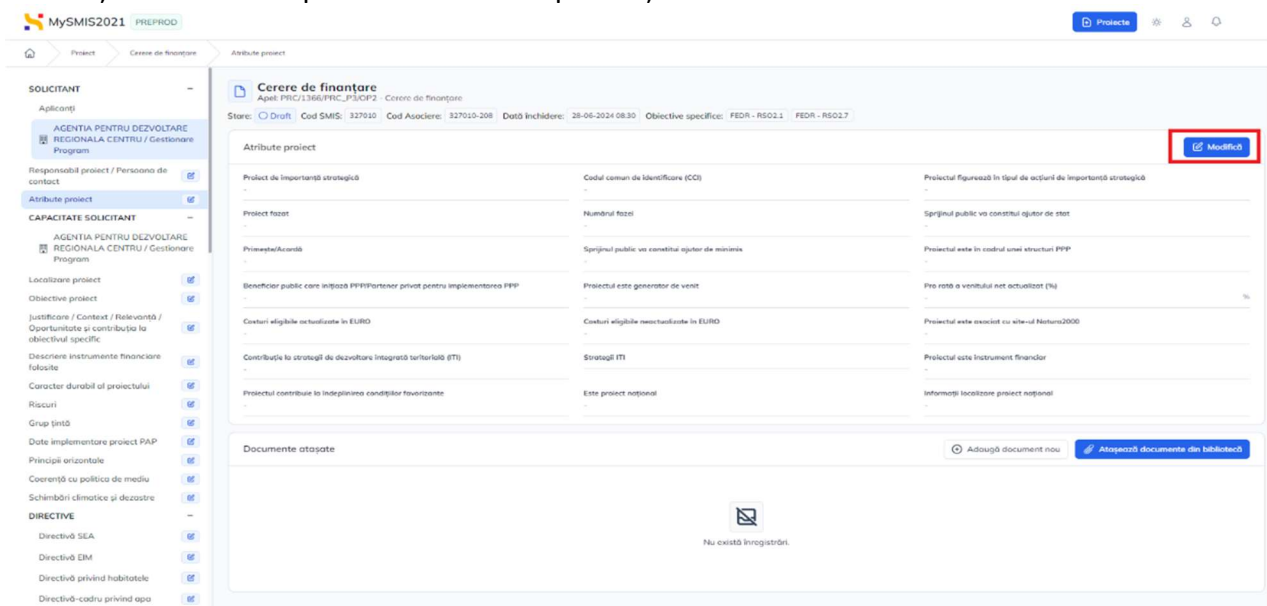 MySMIS2021 PREPROD
Proiecte
Proiect
Cerere de finanțare
Atribute proiect
SOLICITANT
Aplicanți
AGENTIA PENTRU DEZVOLTARE
REGIONALA CENTRU / Gestionare
Program
Responsabil proiect / Persoana de
contact
Atribute proiect
CAPACITATE SOLICITANT
AGENTIA PENTRU DEZVOLTARE
REGIONALA CENTRU / Gestionare
Program
Localizare proiect
Obiective proiect
Justificare / Context / Relevanță /
Oportunitate și contribuția la
obiectivul specific
Descriere instrumente financiare
folosite
Caracter durabil al proiectului
Riscuri
Grup țintă
Date implementare proiect PAP
Principii orizontale
Coerență cu politica de mediu
Schimbări climatice și dezastre
DIRECTIVE
Directivă SEA
Directivă EIM
Directivă privind habitatele
Directivă-cadru privind apa
Cerere de finanțare
Apel: PRC/1366/PRC_P3/OP2 - Cerere de finanțare
Stare: Draft Cod SMIS: 327010 Cod Asociere: 327010-208 Dată închidere: 28-06-2024 08:30 Obiective specifice: FEDR - RSO2.1 FEDR - RSO2.7
Atribute proiect
Modifică
Proiect de importanță strategică
-
Codul comun de identificare (CCI)
-
Proiectul figurează în tipul de acțiuni de importanță strategică
-
Proiect fazat
-
Numărul fazei
-
Sprijinul public va constitui ajutor de stat
-
Primește/Acordă
-
Sprijinul public va constitui ajutor de minimis
-
Proiectul este în cadrul unei structuri PPP
-
Beneficiar public care inițiază PPP/Partener privat pentru implementarea PPP
-
Proiectul este generator de venit
-
Pro rată a venitului net actualizat (%)
- %
Costuri eligibile actualizate în EURO
-
Costuri eligibile neactualizate în EURO
-
Proiectul este asociat cu site-ul Natura2000
-
Contribuție la strategii de dezvoltare integrată teritorială (ITI)
-
Strategii ITI
Proiectul este instrument financiar
-
Proiectul contribuie la îndeplinirea condițiilor favorizante
-
Este proiect național
-
Informații localizare proiect național
-
Documente atașate
Adaugă document nou
Atașează documente din bibliotecă
Nu există înregistrări.